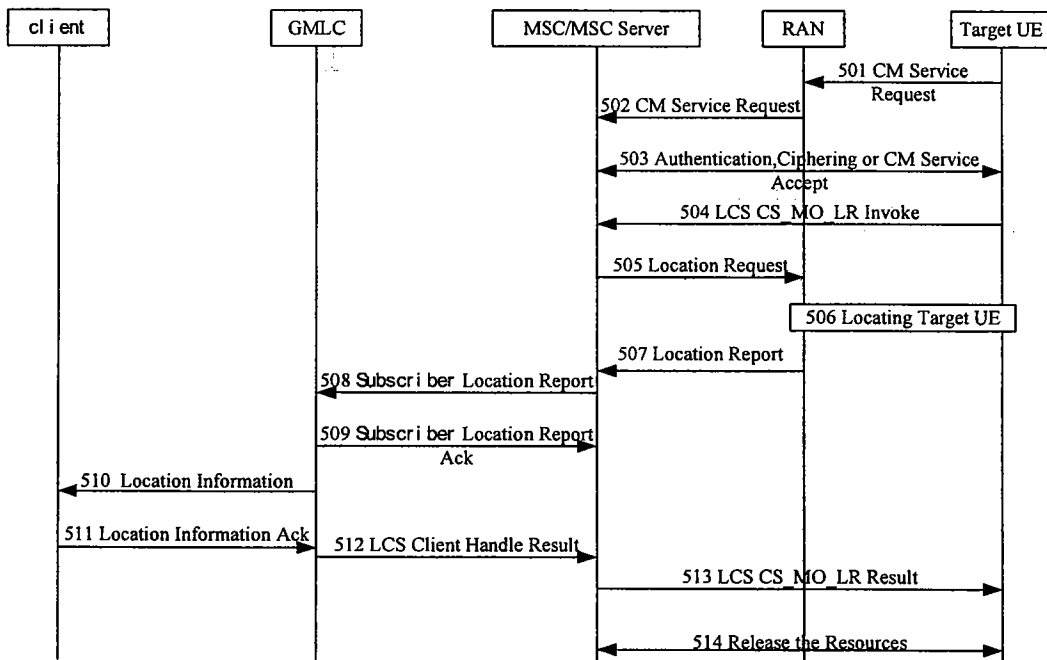 client
GMLC
MSC/MSC Server
RAN
Target UE
501 CM Service
Request
502 CM Service Request
503 Authentication,Ciphering or CM Service
Accept
504 LCS CS_MO_LR Invoke
505 Location Request
506 Locating Target UE
507 Location Report
508 Subscriber Location Report
509 Subscriber Location Report
Ack
510 Location Information
511 Location Information Ack
512 LCS Client Handle Result
513 LCS CS_MO_LR Result
514 Release the Resources